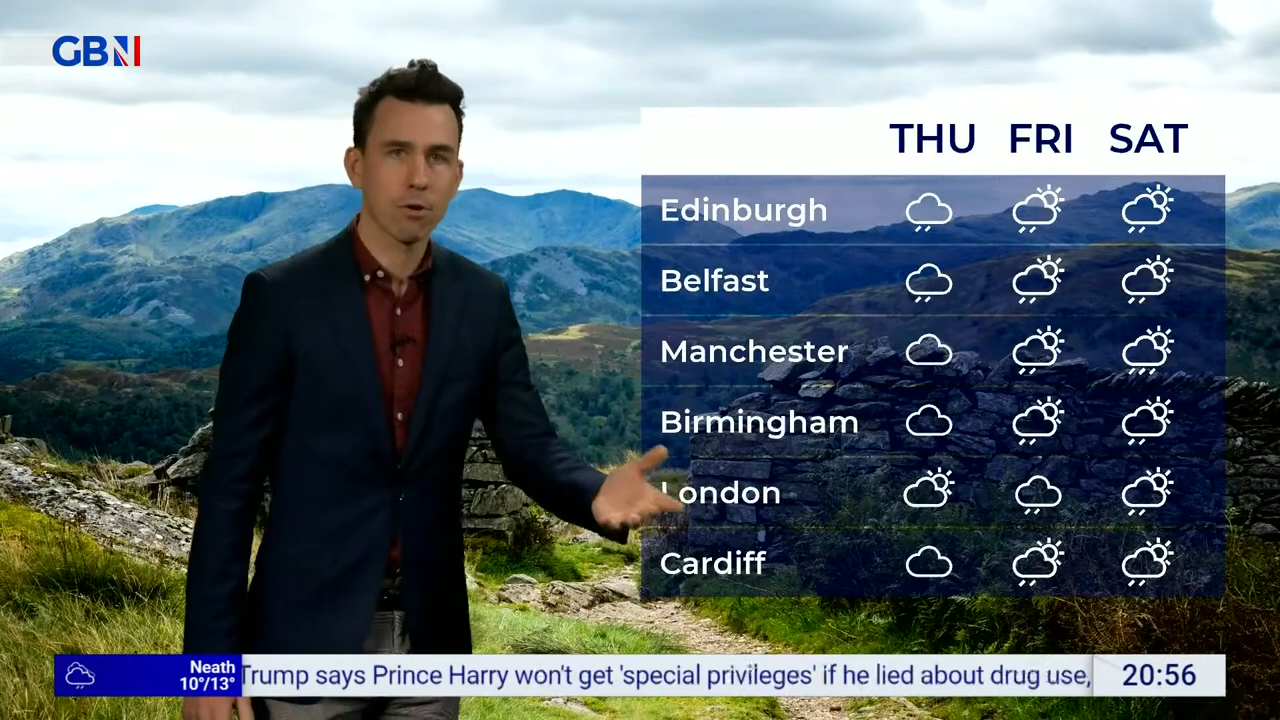 GBN
THU FRI SAT
Edinburgh
Belfast
Manchester
Birmingham
London
Cardiff
Neath
10°/13°
Trump says Prince Harry won't get 'special privileges' if he lied about drug use,
20:56